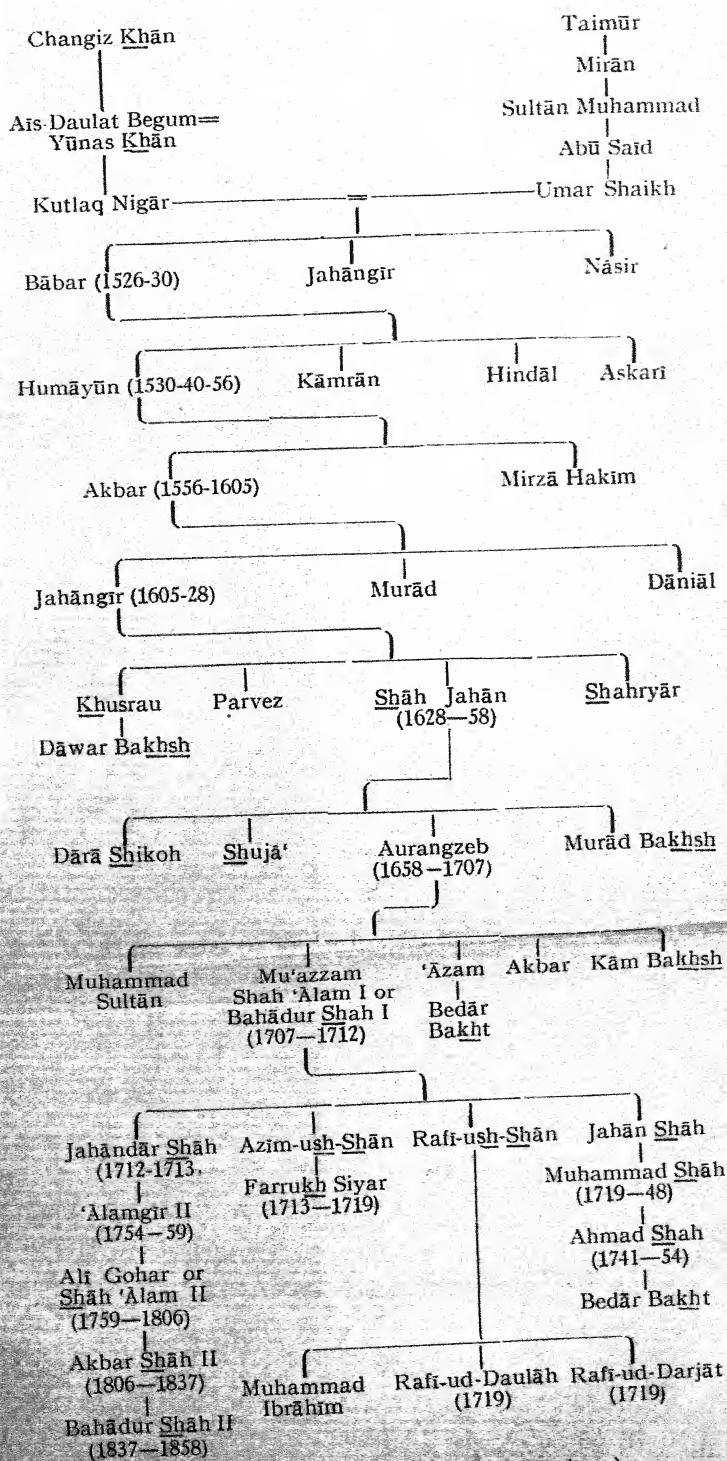 Changiz Khān
Taimūr
Mirān
Sultān Muhammad
Aīs-Daulat Begum=
Yūnas Khān
Abū Saīd
Kutlaq Nigār
=
Umar Shaikh
Bābar (1526-30)
Jahāngīr
Nāsir
Humāyūn (1530-40-56)
Kāmrān
Hindāl
Askarī
Akbar (1556-1605)
Mirzā Hakīm
Jahāngīr (1605-28)
Murād
Dāniāl
Khusrau
Parvez
Shāh Jahān
(1628—58)
Shahryār
Dāwar Bakhsh
Dārā Shikoh
Shujā‘
Aurangzeb
(1658—1707)
Murād Bakhsh
Muhammad
Sultān
Mu‘azzam
Shah ‘Ālam I or
Bahādur Shah I
(1707—1712)
‘Āzam
Akbar
Kām Bakhsh
Bedār
Bakht
Jahāndār Shāh
(1712-1713,
Azīm-ush-Shān
Rafī-ush-Shān
Jahān Shāh
Farrukh Siyar
(1713—1719)
Muhammad Shāh
(1719—48)
‘Ālamgīr II
(1754—59)
Ahmad Shah
(1741—54)
Alī Gohar or
Shāh ‘Ālam II
(1759—1806)
Bedār Bakht
Akbar Shāh II
(1806—1837)
Muhammad
Ibrāhīm
Rafī-ud-Daulāh
(1719)
Rafī-ud-Darjāt
(1719)
Bahādur Shāh II
(1837—1858)